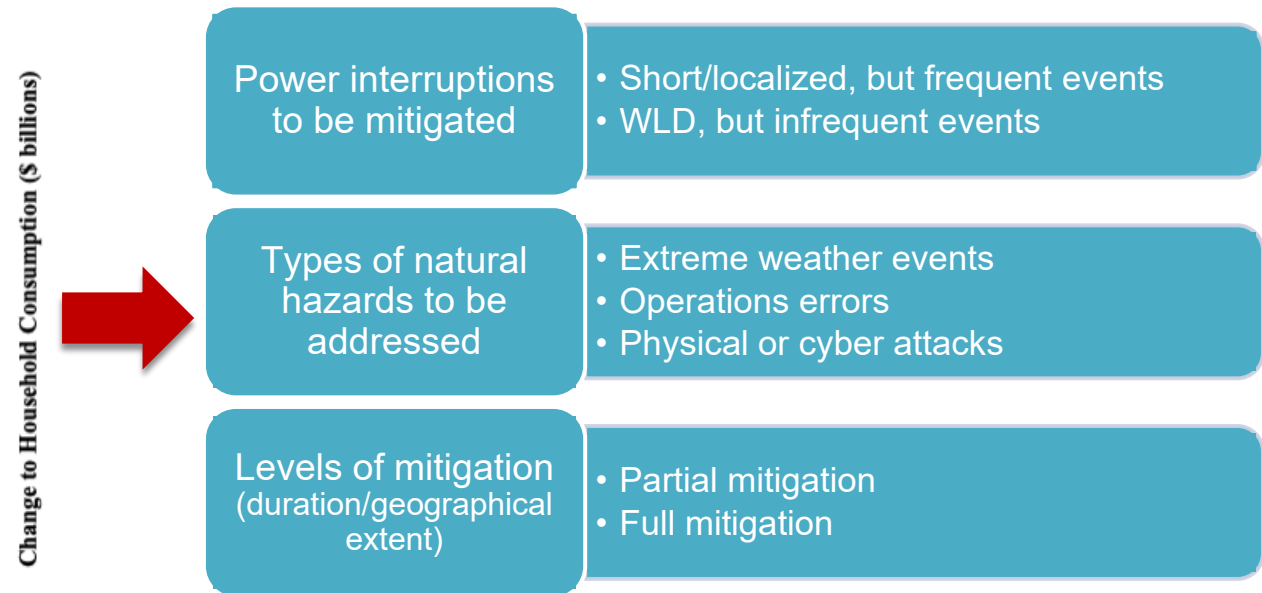 Change to Household Consumption ($ billions)
Power interruptions
to be mitigated
• Short/localized, but frequent events
• WLD, but infrequent events
Types of natural
hazards to be
addressed
• Extreme weather events
• Operations errors
• Physical or cyber attacks
Levels of mitigation
(duration/geographical
extent)
• Partial mitigation
• Full mitigation